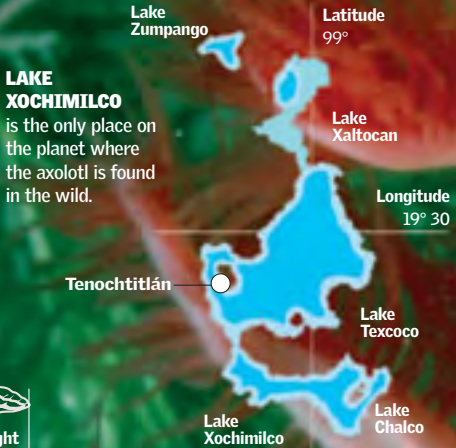 Lake
Zumpango
Latitude
99°
LAKE
XOCHIMILCO
is the only place on
the planet where
the axolotl is found
in the wild.
Lake
Xaltocan
Longitude
19° 30
Tenochtitlán
Lake
Texcoco
Lake
Xochimilco
Lake
Chalco
ght